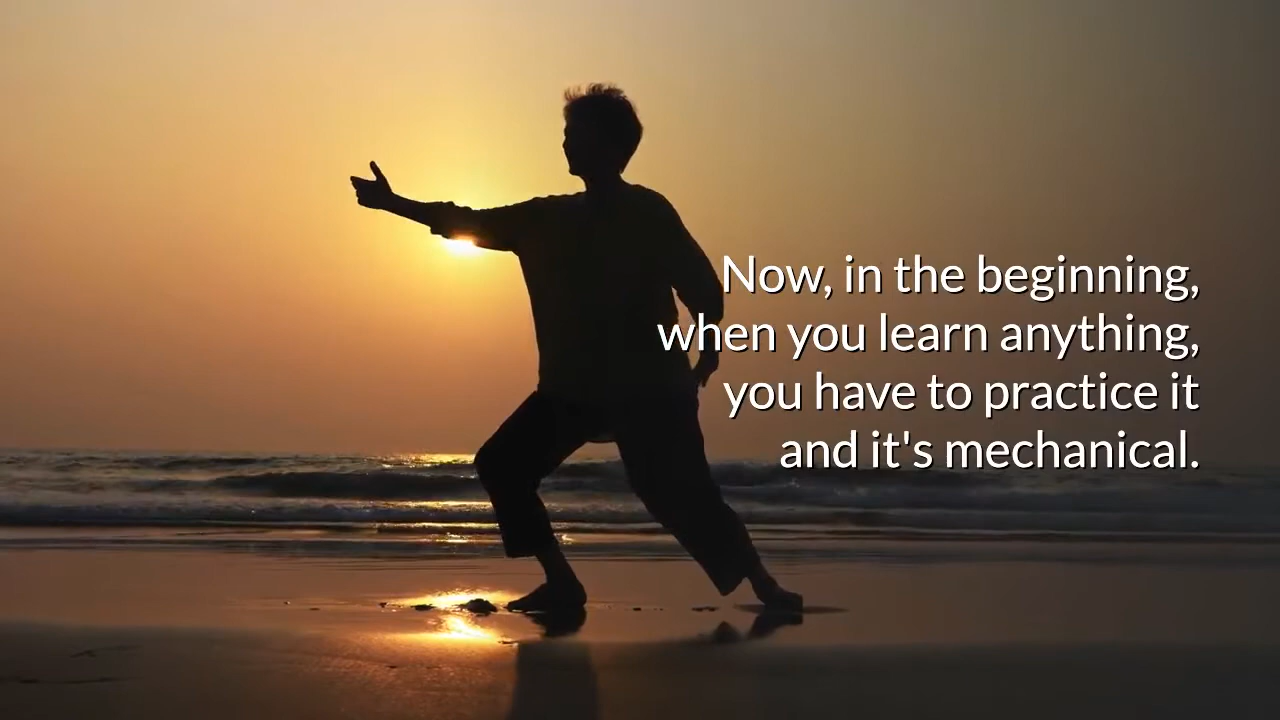 Now, in the beginning,
when you learn anything,
you have to practice it
and it's mechanical.